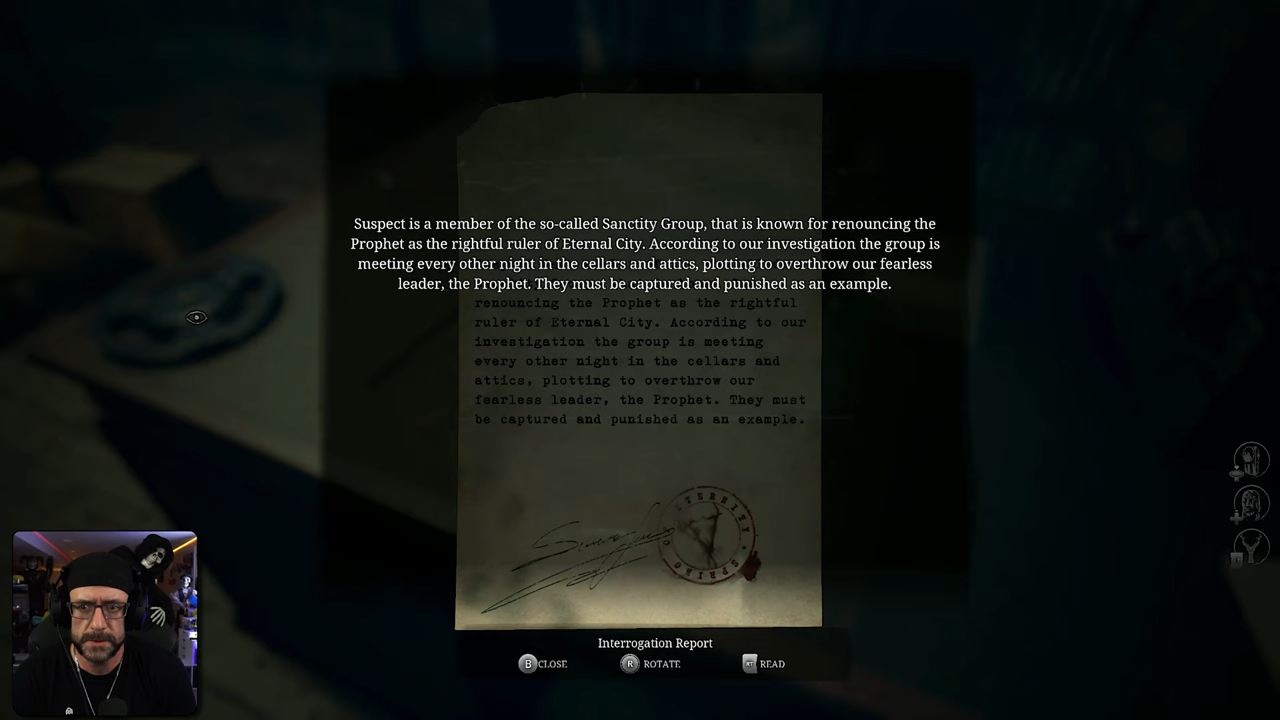 Suspect is a member of the so-called Sanctity Group, that is known for renouncing the
Prophet as the rightful ruler of Eternal City. According to our investigation the group is
meeting every other night in the cellars and attics, plotting to overthrow our fearless
leader, the Prophet. They must be captured and punished as an example.
renouncing the Prophet as the rightful
ruler of Eternal City. According to our
investigation the group is meeting
every other night in the cellars and
attics, plotting to overthrow our
fearless leader, the Prophet. They must
be captured and punished as an example.
Interrogation Report
B CLOSE
R ROTATE
RT READ